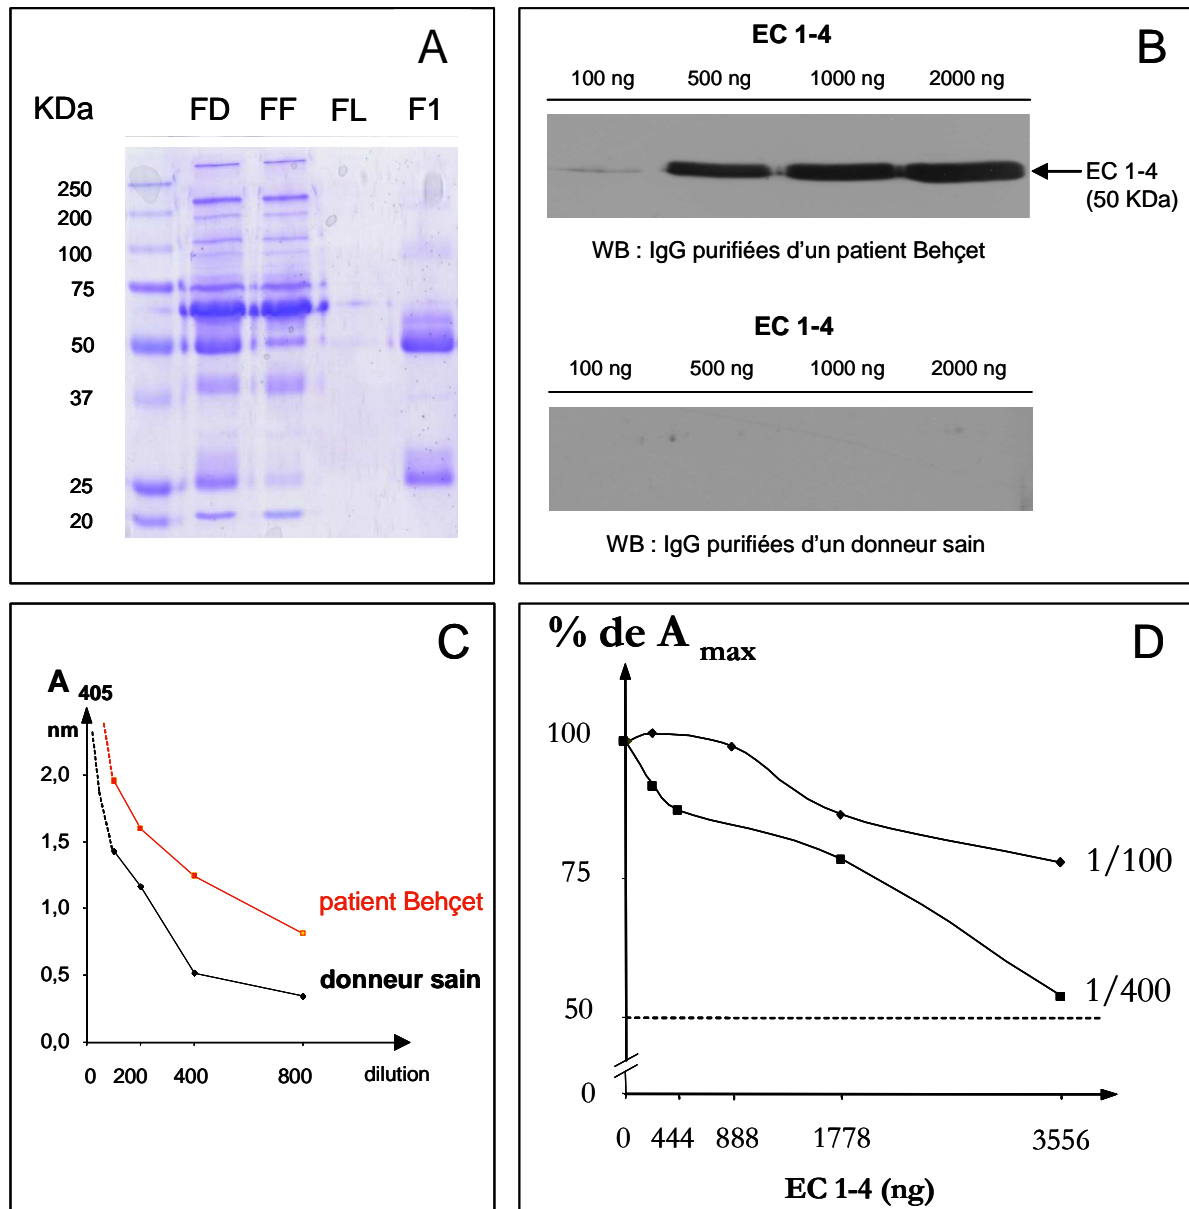 A
KDa FD FF FL F1
250
200
100
75
50
37
25
20
B
EC 1-4
100 ng 500 ng 1000 ng 2000 ng
EC 1-4
(50 KDa)
WB : IgG purifiées d'un patient Behçet
EC 1-4
100 ng 500 ng 1000 ng 2000 ng
WB : IgG purifiées d'un donneur sain
C
A 405
nm
2,0
1,5
1,0
0,5
0,0
patient Behçet
donneur sain
0 200 400 800 dilution
D
% de A max
100
75
50
0
1/100
1/400
0 444 888 1778 3556
EC 1-4 (ng)